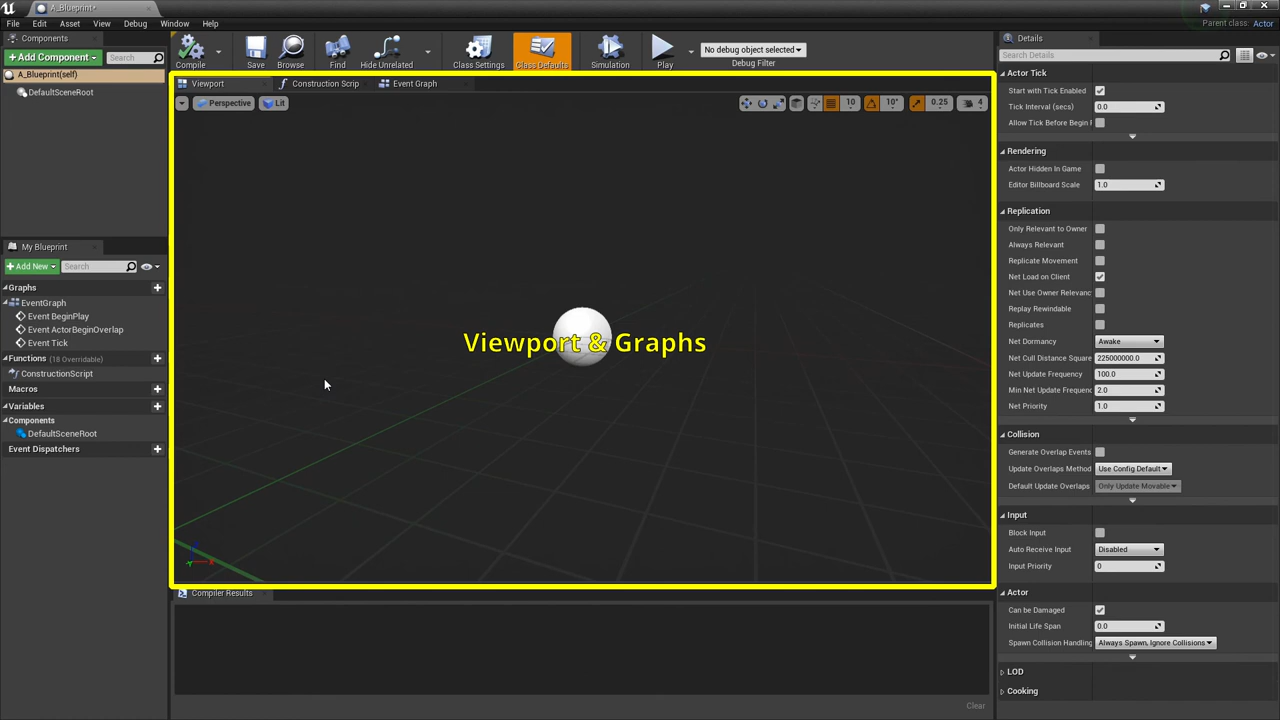 A_Blueprint*
File Edit Asset View Debug Window Help
Parent class: Actor
Components
+Add Component
Search
A_Blueprint(self)
DefaultSceneRoot
My Blueprint
+Add New
Search
Graphs
EventGraph
Event BeginPlay
Event ActorBeginOverlap
Event Tick
Functions (18 Overridable)
ConstructionScript
Macros
Variables
Components
DefaultSceneRoot
Event Dispatchers
Compile
Save
Browse
Find
Hide Unrelated
Class Settings
Class Defaults
Simulation
Play
No debug object selected
Debug Filter
Viewport
Construction Scrip
Event Graph
Perspective
Lit
10
10°
0.25
4
Viewport & Graphs
Compiler Results
Clear
Details
Search Details
Actor Tick
Start with Tick Enabled
Tick Interval (secs) 0.0
Allow Tick Before Begin
Rendering
Actor Hidden In Game
Editor Billboard Scale 1.0
Replication
Only Relevant to Owner
Always Relevant
Replicate Movement
Net Load on Client
Net Use Owner Relevanc
Replay Rewindable
Replicates
Net Dormancy Awake
Net Cull Distance Square 225000000.0
Net Update Frequency 100.0
Min Net Update Frequenc 2.0
Net Priority 1.0
Collision
Generate Overlap Events
Update Overlaps Method Use Config Default
Default Update Overlaps Only Update Movable
Input
Block Input
Auto Receive Input Disabled
Input Priority 0
Actor
Can be Damaged
Initial Life Span 0.0
Spawn Collision Handling Always Spawn, Ignore Collisions
LOD
Cooking